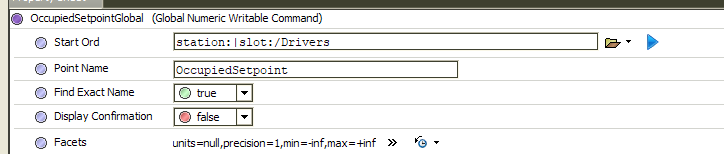 OccupiedSetpointGlobal (Global Numeric Writable Command)
Start Ord station:|slot:/Drivers
Point Name OccupiedSetpoint
Find Exact Name true
Display Confirmation false
Facets units=null,precision=1,min=-inf,max=+inf »